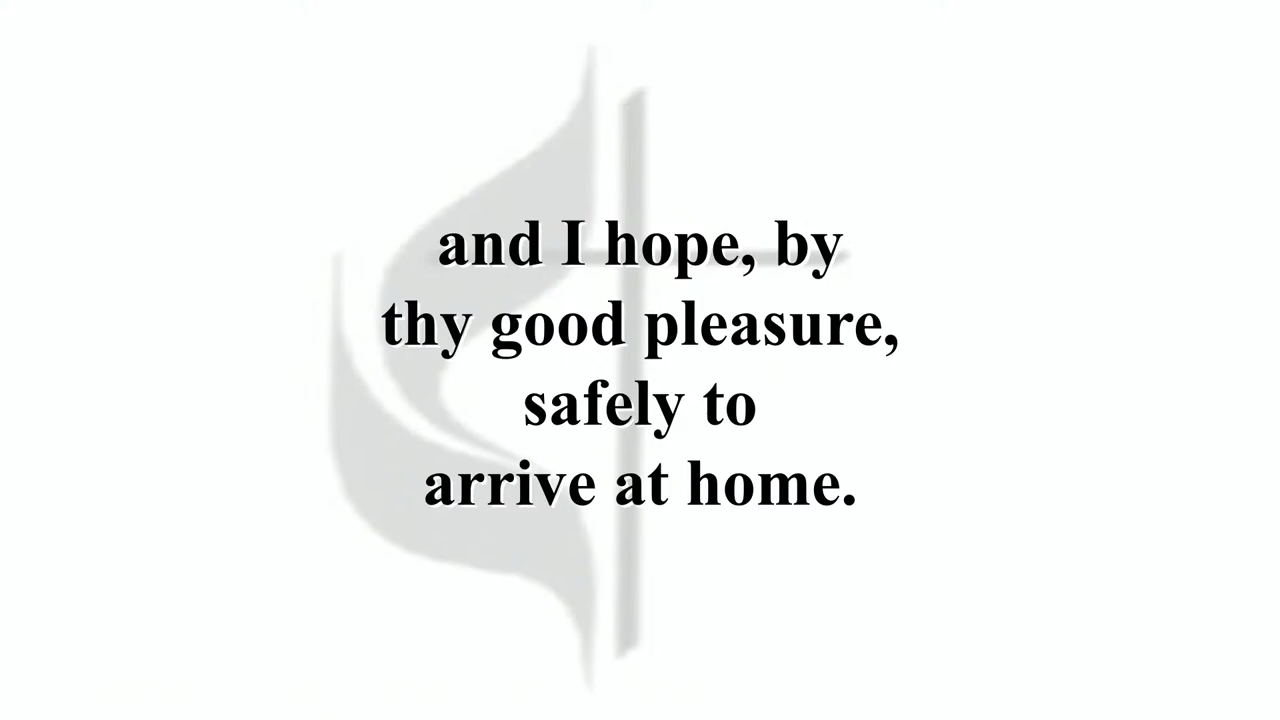 and I hope, by
thy good pleasure,
safely to
arrive at home.